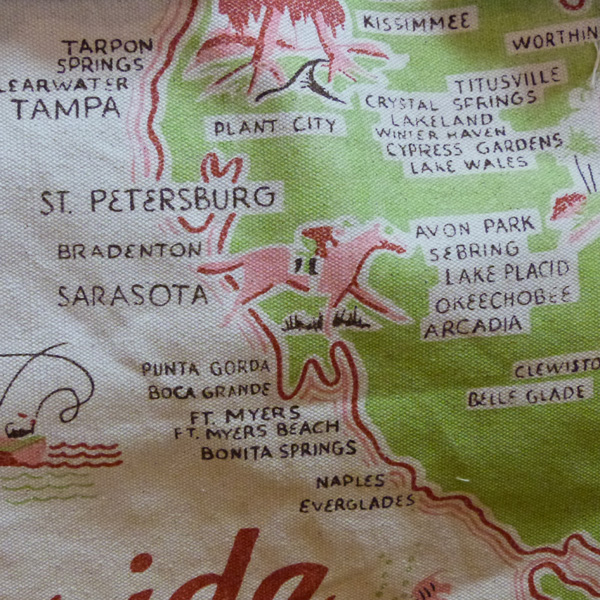 KISSIMMEE
WORTHIN
TARPON
SPRINGS
LEARWATER
TAMPA
TITUSVILLE
CRYSTAL SPRINGS
LAKELAND
WINTER HAVEN
CYPRESS GARDENS
LAKE WALES
PLANT CITY
ST. PETERSBURG
BRADENTON
SARASOTA
AVON PARK
SEBRING
LAKE PLACID
OKEECHOBEE
ARCADIA
PUNTA GORDA
BOCA GRANDE
CLEWISTO
BELLE GLADE
FT. MYERS
FT. MYERS BEACH
BONITA SPRINGS
NAPLES
EVERGLADES